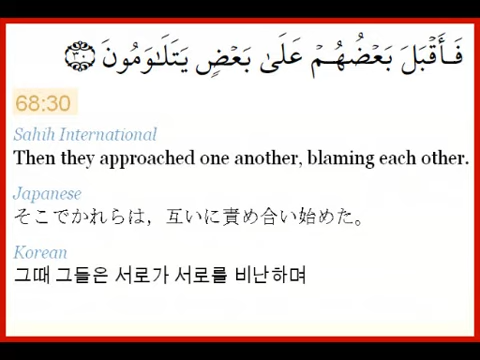 فَأَقْبَلَ بَعْضُهُمْ عَلَىٰ بَعْضٍ يَتَلَاوَمُونَ ٣٠
68:30
Sahih International
Then they approached one another, blaming each other.
Japanese
そこでかれらは，互いに責め合い始めた。
Korean
그때 그들은 서로가 서로를 비난하며